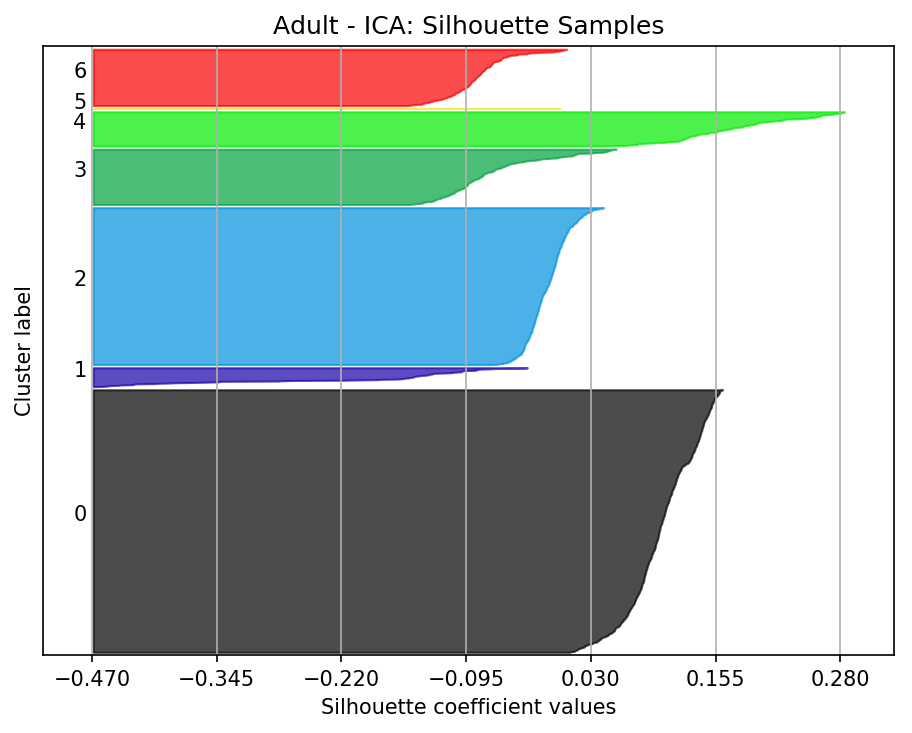 Adult - ICA: Silhouette Samples
6
5
4
3
2
1
0
Cluster label
−0.470 −0.345 −0.220 −0.095 0.030 0.155 0.280
Silhouette coefficient values